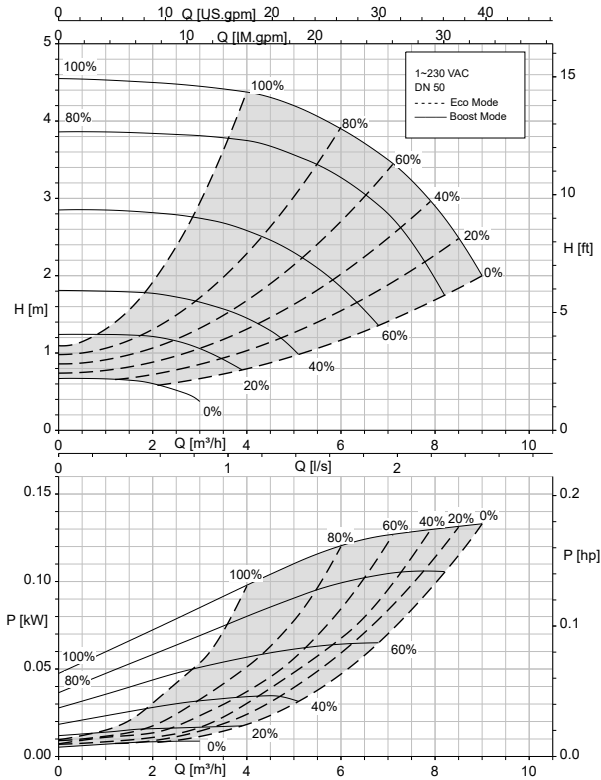 Q [US.gpm]
0 10 20 30 40
Q [IM.gpm]
0 10 20 30
5
4
3
2
1
0
H [m]
15
10
5
0
H [ft]
1~230 VAC
DN 50
Eco Mode
Boost Mode
100%
80%
100%
80%
60%
40%
20%
0%
60%
40%
20%
0%
0 2 4 6 8 10
Q [m³/h]
0 1 2
Q [l/s]
0.15
0.10
0.05
0.00
P [kW]
0.2
0.1
0.0
P [hp]
100%
80%
100%
80%
60%
40%
20%
0%
60%
40%
20%
0%
0 2 4 6 8 10
Q [m³/h]